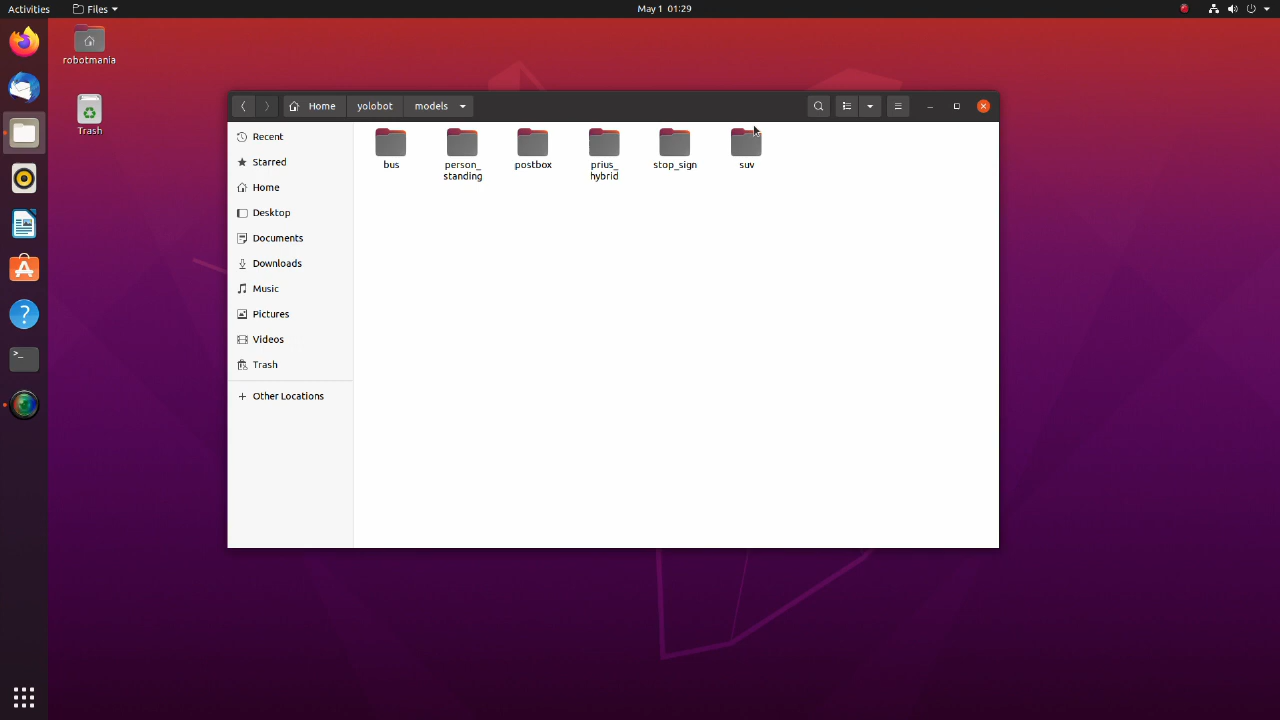 Activities
Files
May 1 01:29
robotmania
Trash
Home
yolobot
models
Recent
Starred
Home
Desktop
Documents
Downloads
Music
Pictures
Videos
Trash
+ Other Locations
bus
person_
standing
postbox
prius_
hybrid
stop_sign
suv